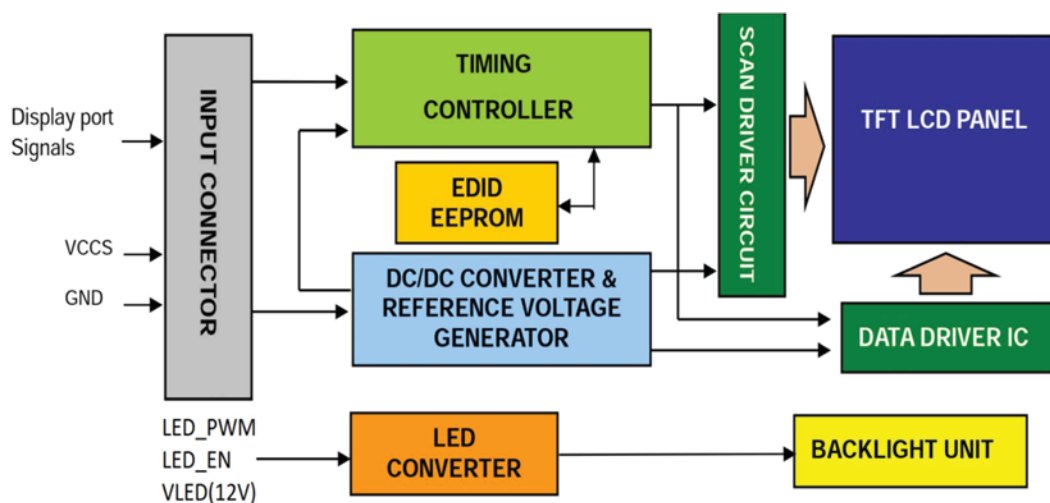 Display port
Signals
VCCS
GND
INPUT CONNECTOR
TIMING
CONTROLLER
EDID
EEPROM
DC/DC CONVERTER &
REFERENCE VOLTAGE
GENERATOR
SCAN DRIVER CIRCUIT
TFT LCD PANEL
DATA DRIVER IC
LED_PWM
LED_EN
VLED(12V)
LED
CONVERTER
BACKLIGHT UNIT